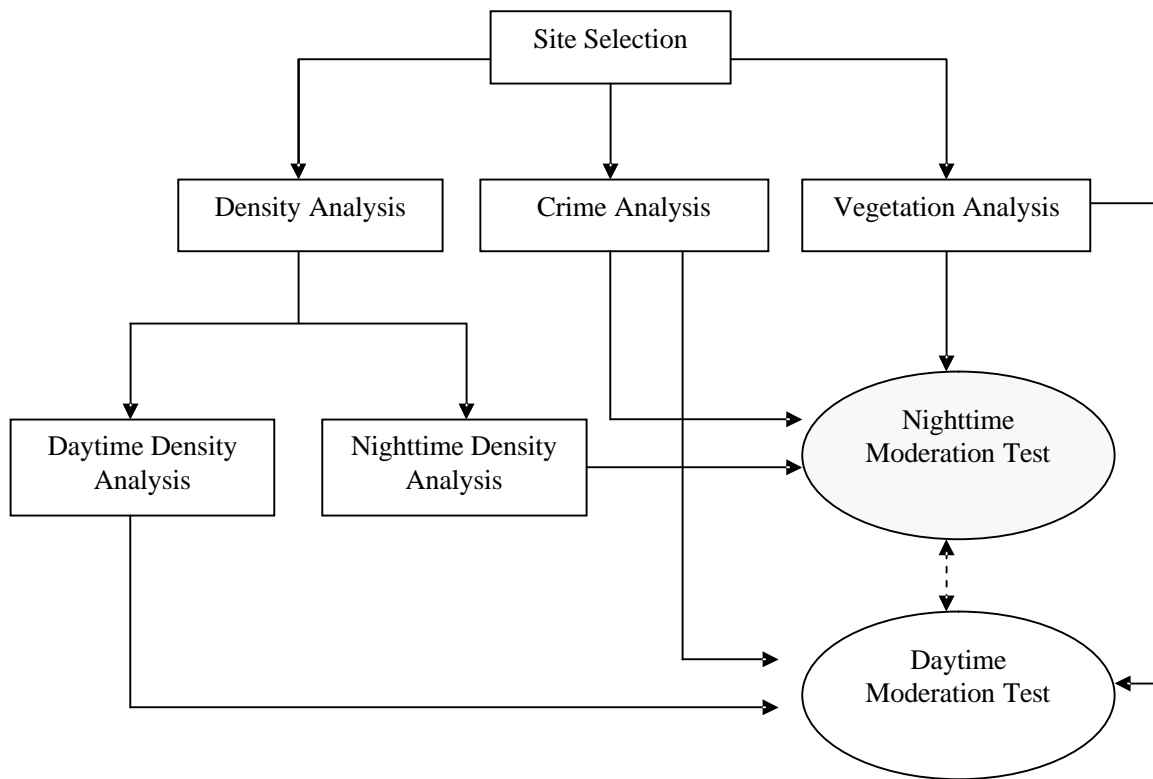 Site Selection
Density Analysis
Crime Analysis
Vegetation Analysis
Daytime Density
Analysis
Nighttime Density
Analysis
Nighttime
Moderation Test
Daytime
Moderation Test